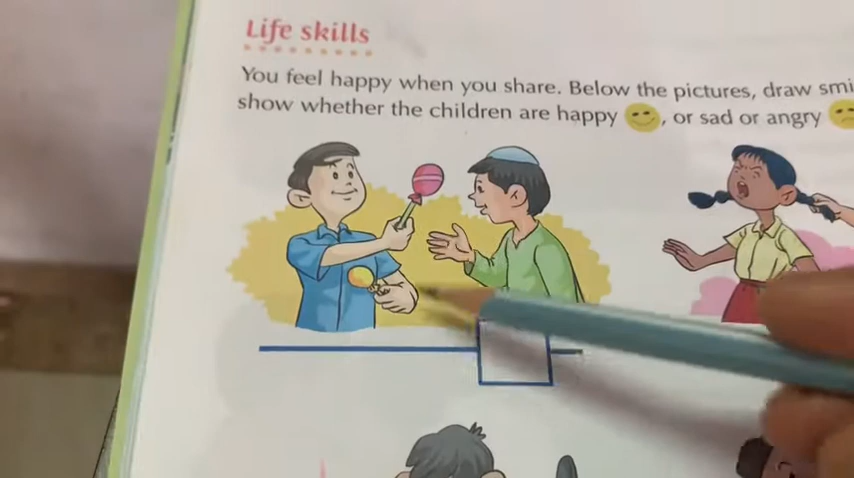 Life skills
You feel happy when you share. Below the pictures, draw
show whether the children are happy , or sad or angry